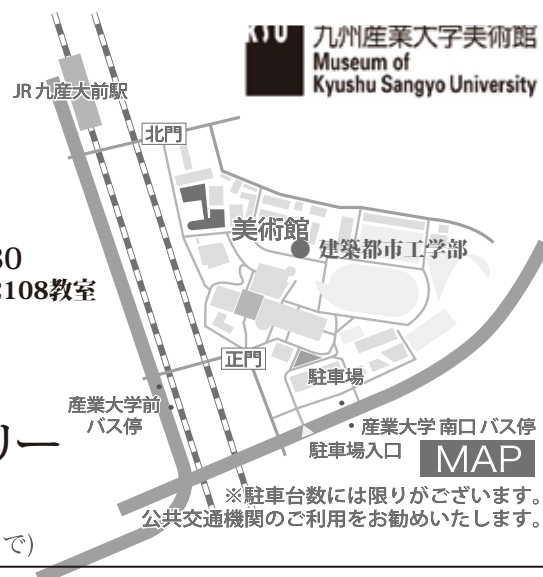 KSU 九州産業大学美術館
Museum of
Kyushu Sangyo University
JR九産大前駅
北門
美術館
建築都市工学部
30
2108教室
正門
駐車場
産業大学前
バス停
リー
・産業大学 南口 バス停
駐車場入口
MAP
※駐車台数には限りがございます。
公共交通機関のご利用をお勧めいたします。
で)